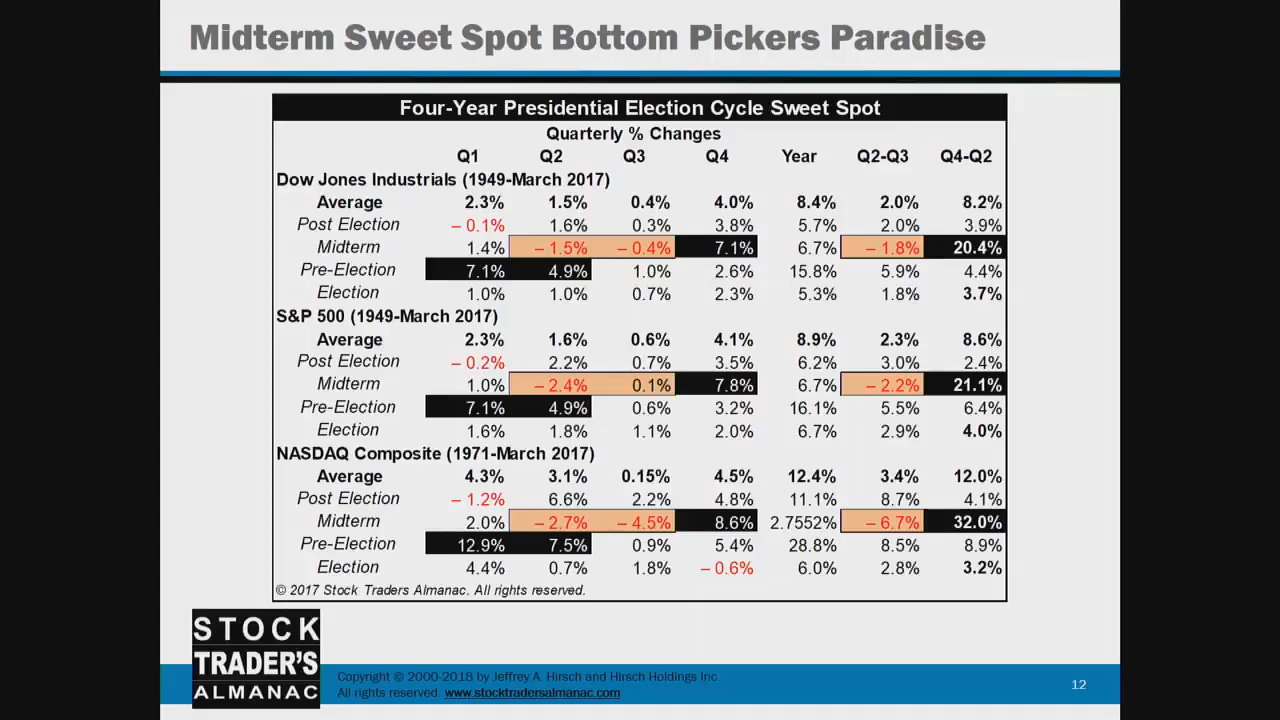 Midterm Sweet Spot Bottom Pickers Paradise
Four-Year Presidential Election Cycle Sweet Spot
Quarterly % Changes
Q1 Q2 Q3 Q4 Year Q2-Q3 Q4-Q2
Dow Jones Industrials (1949-March 2017)
Average 2.3% 1.5% 0.4% 4.0% 8.4% 2.0% 8.2%
Post Election – 0.1% 1.6% 0.3% 3.8% 5.7% 2.0% 3.9%
Midterm 1.4% – 1.5% – 0.4% 7.1% 6.7% – 1.8% 20.4%
Pre-Election 7.1% 4.9% 1.0% 2.6% 15.8% 5.9% 4.4%
Election 1.0% 1.0% 0.7% 2.3% 5.3% 1.8% 3.7%
S&P 500 (1949-March 2017)
Average 2.3% 1.6% 0.6% 4.1% 8.9% 2.3% 8.6%
Post Election – 0.2% 2.2% 0.7% 3.5% 6.2% 3.0% 2.4%
Midterm 1.0% – 2.4% 0.1% 7.8% 6.7% – 2.2% 21.1%
Pre-Election 7.1% 4.9% 0.6% 3.2% 16.1% 5.5% 6.4%
Election 1.6% 1.8% 1.1% 2.0% 6.7% 2.9% 4.0%
NASDAQ Composite (1971-March 2017)
Average 4.3% 3.1% 0.15% 4.5% 12.4% 3.4% 12.0%
Post Election – 1.2% 6.6% 2.2% 4.8% 11.1% 8.7% 4.1%
Midterm 2.0% – 2.7% – 4.5% 8.6% 2.7552% – 6.7% 32.0%
Pre-Election 12.9% 7.5% 0.9% 5.4% 28.8% 8.5% 8.9%
Election 4.4% 0.7% 1.8% – 0.6% 6.0% 2.8% 3.2%
© 2017 Stock Traders Almanac. All rights reserved.
STOCK
TRADER'S
ALMANAC
Copyright © 2000-2018 by Jeffrey A. Hirsch and Hirsch Holdings Inc.
All rights reserved. www.stocktradersalmanac.com
12